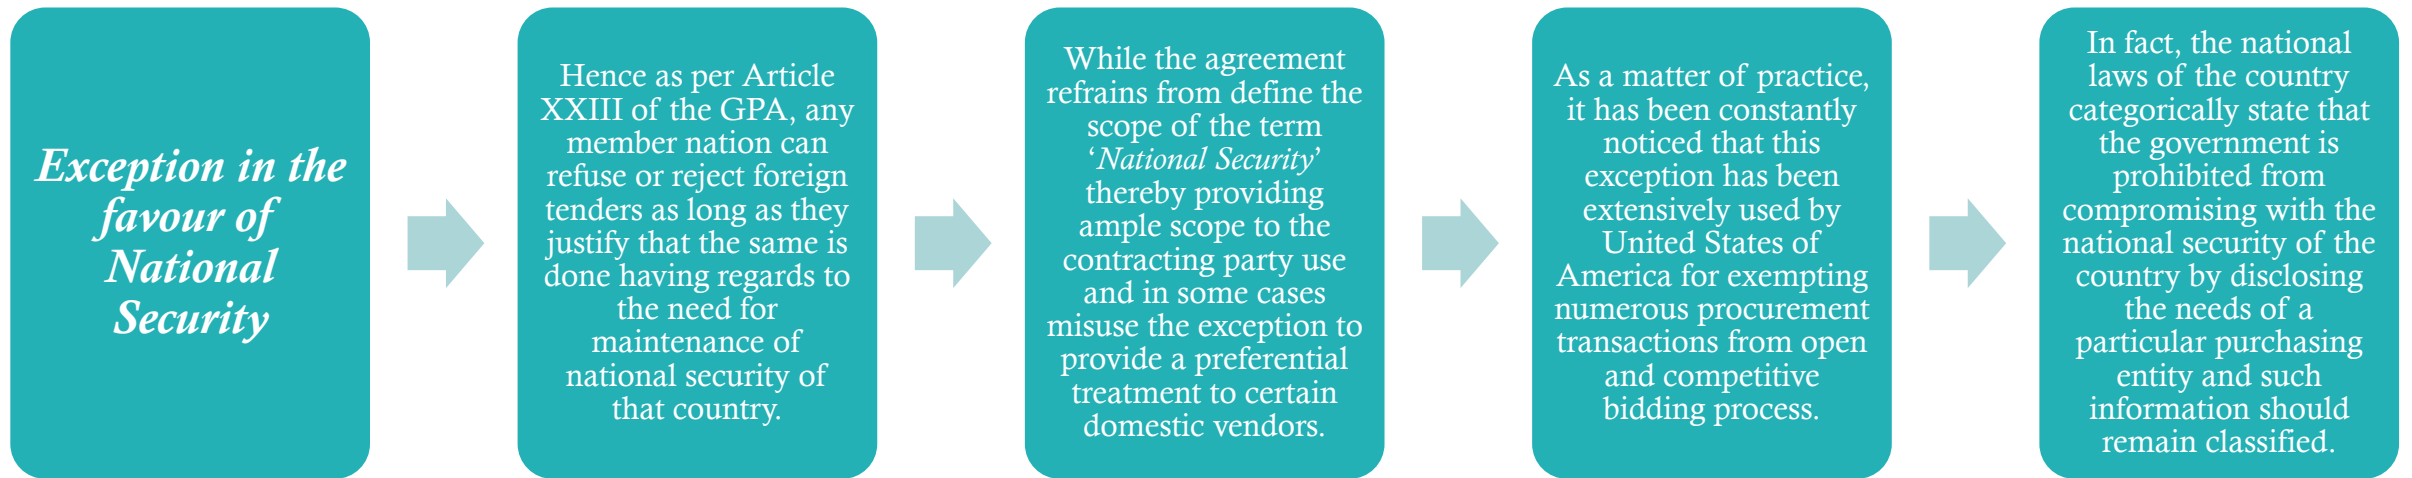 Exception in the
favour of
National
Security
Hence as per Article
XXIII of the GPA, any
member nation can
refuse or reject foreign
tenders as long as they
justify that the same is
done having regards to
the need for
maintenance of
national security of
that country.
While the agreement
refrains from define the
scope of the term
‘National Security’
thereby providing
ample scope to the
contracting party use
and in some cases
misuse the exception to
provide a preferential
treatment to certain
domestic vendors.
As a matter of practice,
it has been constantly
noticed that this
exception has been
extensively used by
United States of
America for exempting
numerous procurement
transactions from open
and competitive
bidding process.
In fact, the national
laws of the country
categorically state that
the government is
prohibited from
compromising with the
national security of the
country by disclosing
the needs of a
particular purchasing
entity and such
information should
remain classified.